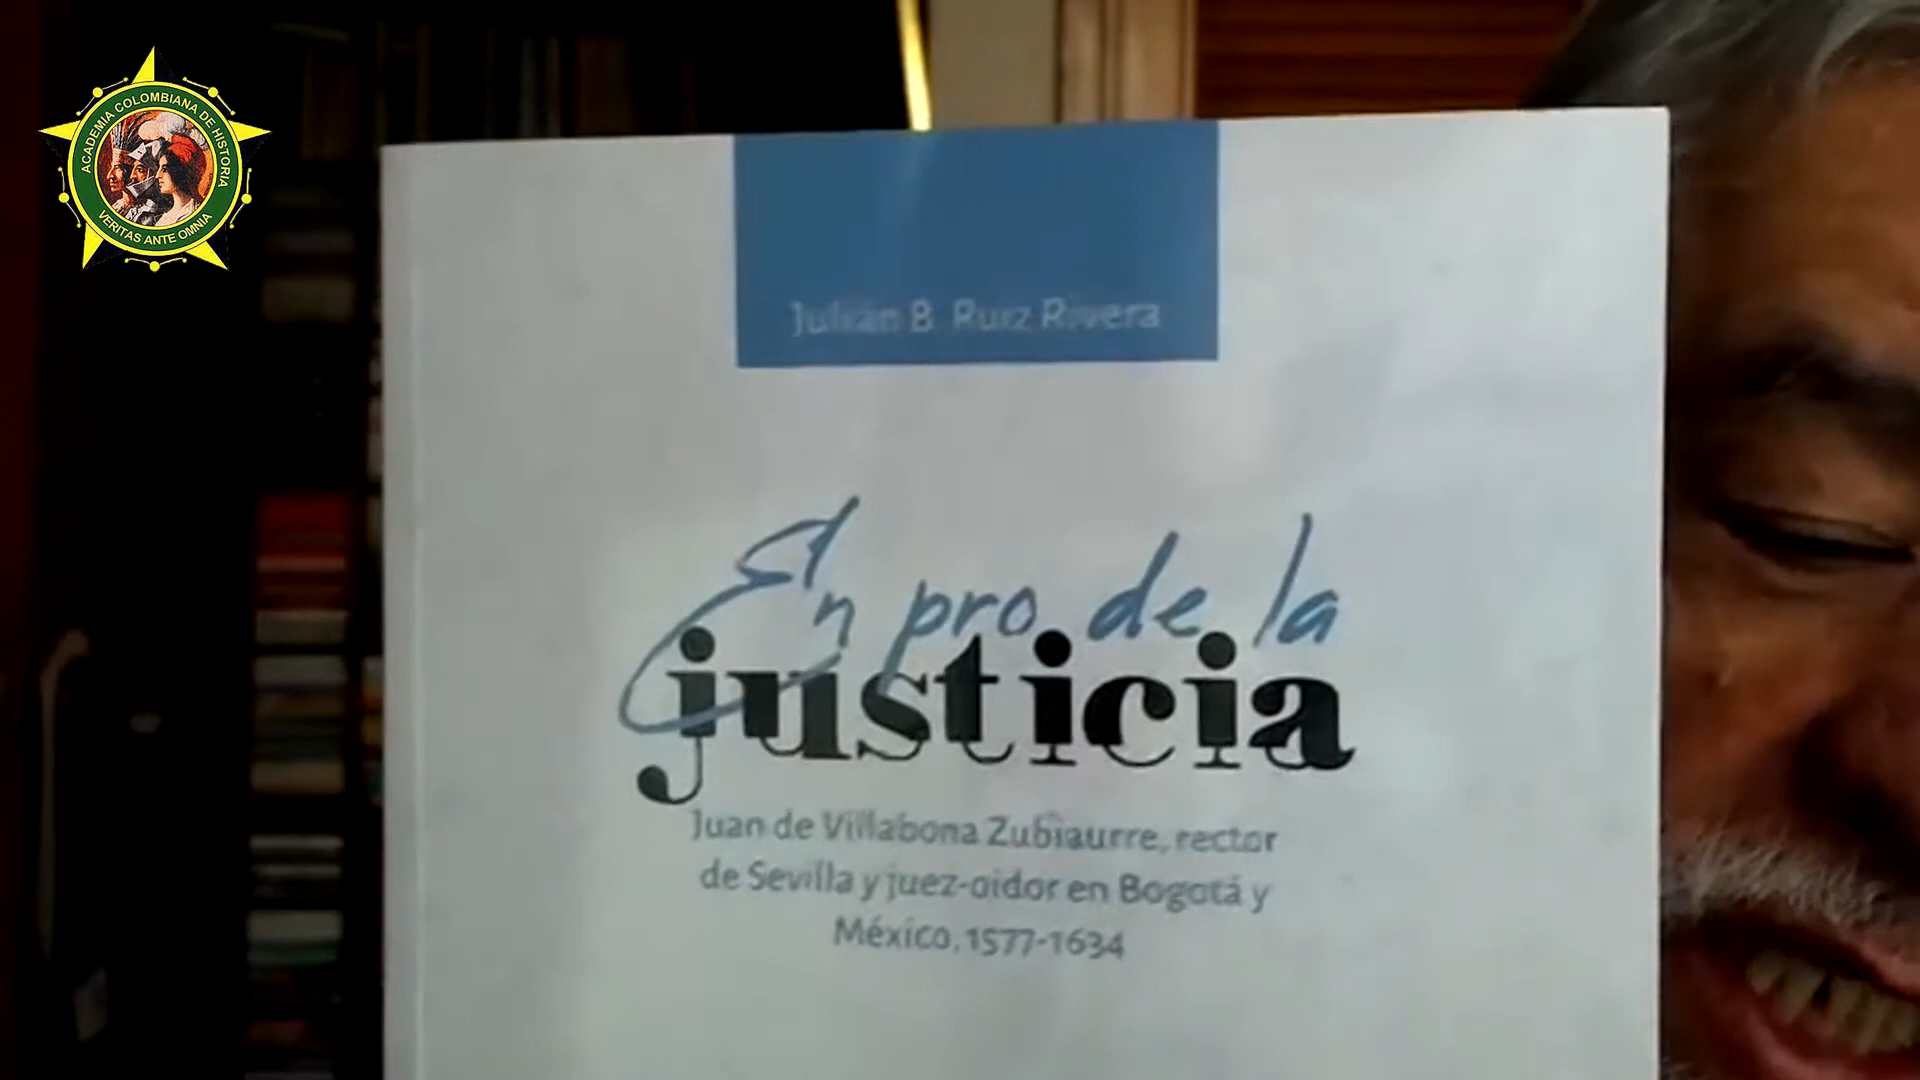 ACADEMIA COLOMBIANA DE HISTORIA
VERITAS ANTE OMNIA
Julián B. Ruiz Rivera
En pro de la
justicia
Juan de Villabona Zubiaurre, rector
de Sevilla y juez-oidor en Bogotá y
México, 1577-1634